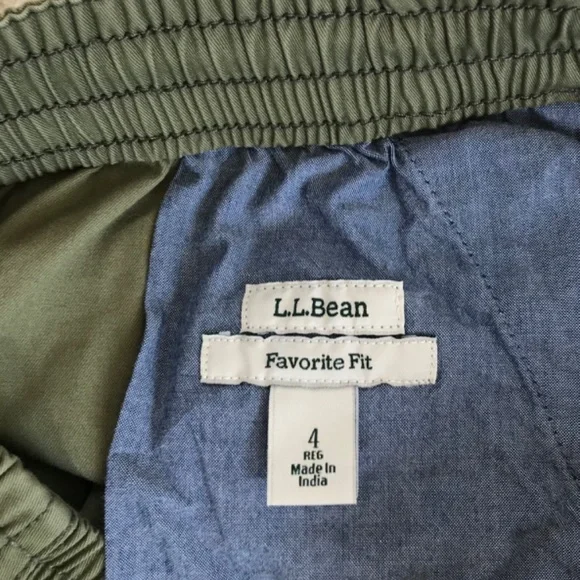 L.L.Bean
Favorite Fit
4
REG
Made In
India